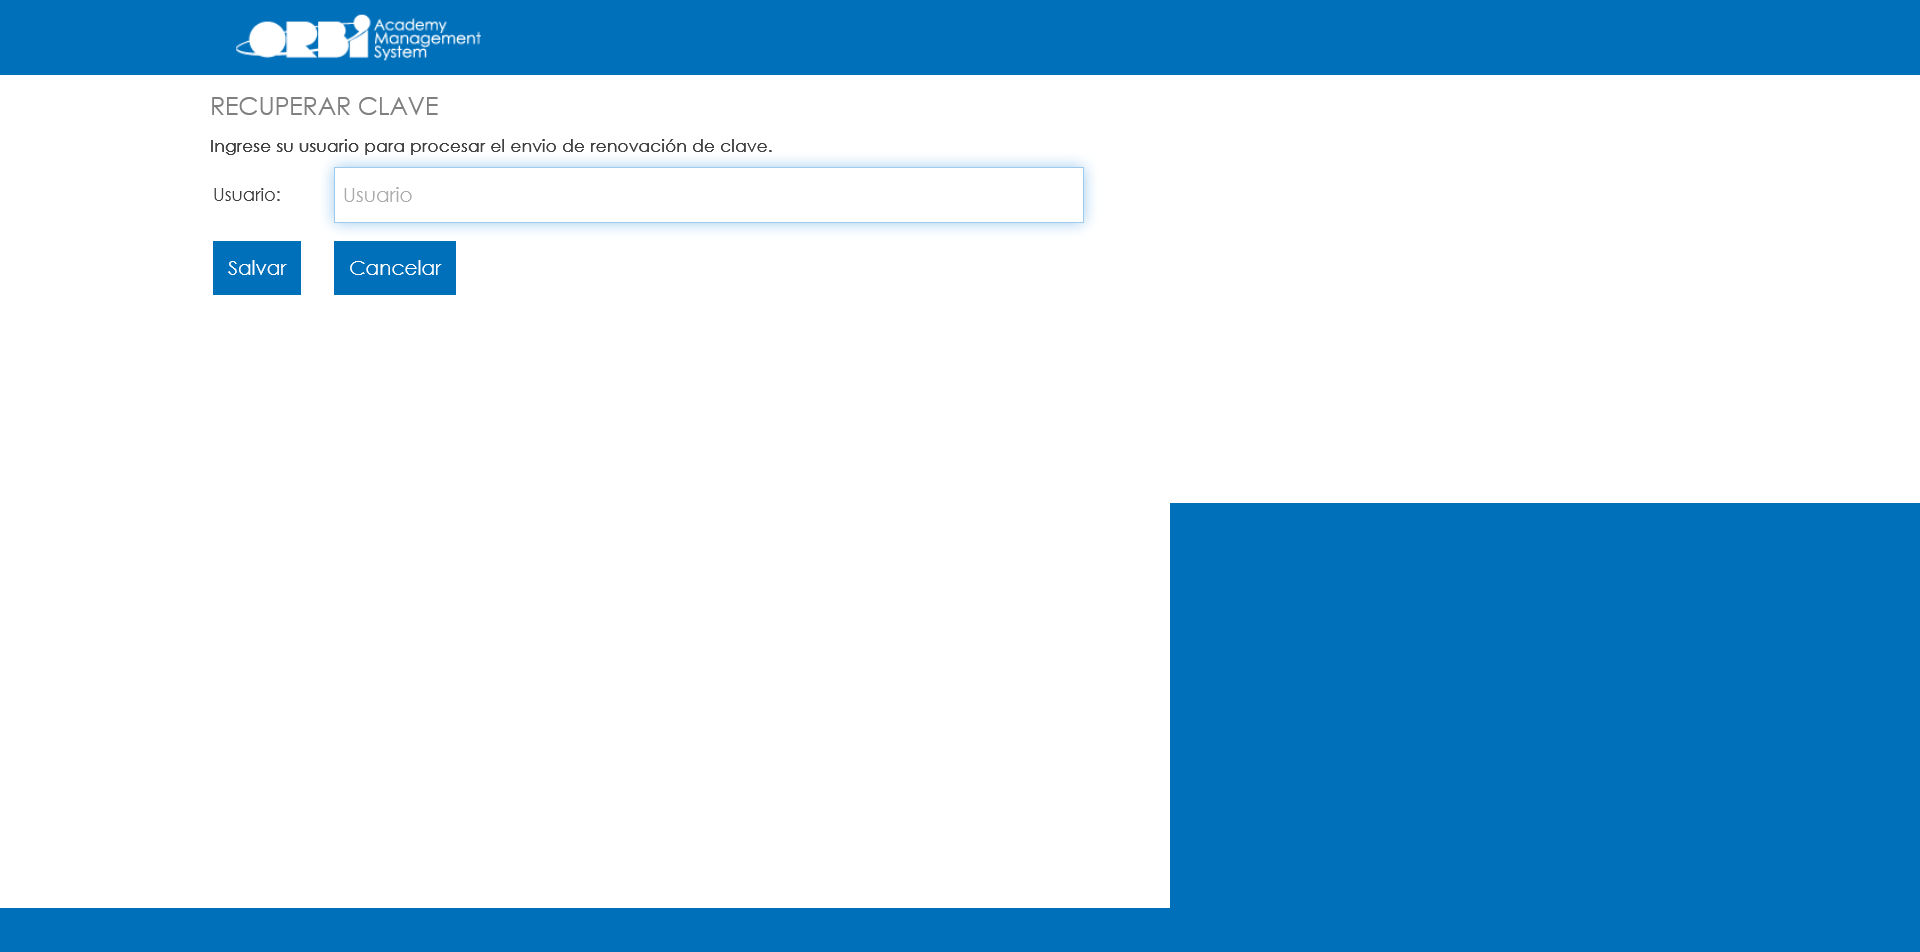 ORBi Academy
Management
System
RECUPERAR CLAVE
Ingrese su usuario para procesar el envio de renovación de clave.
Usuario: Usuario
Salvar Cancelar